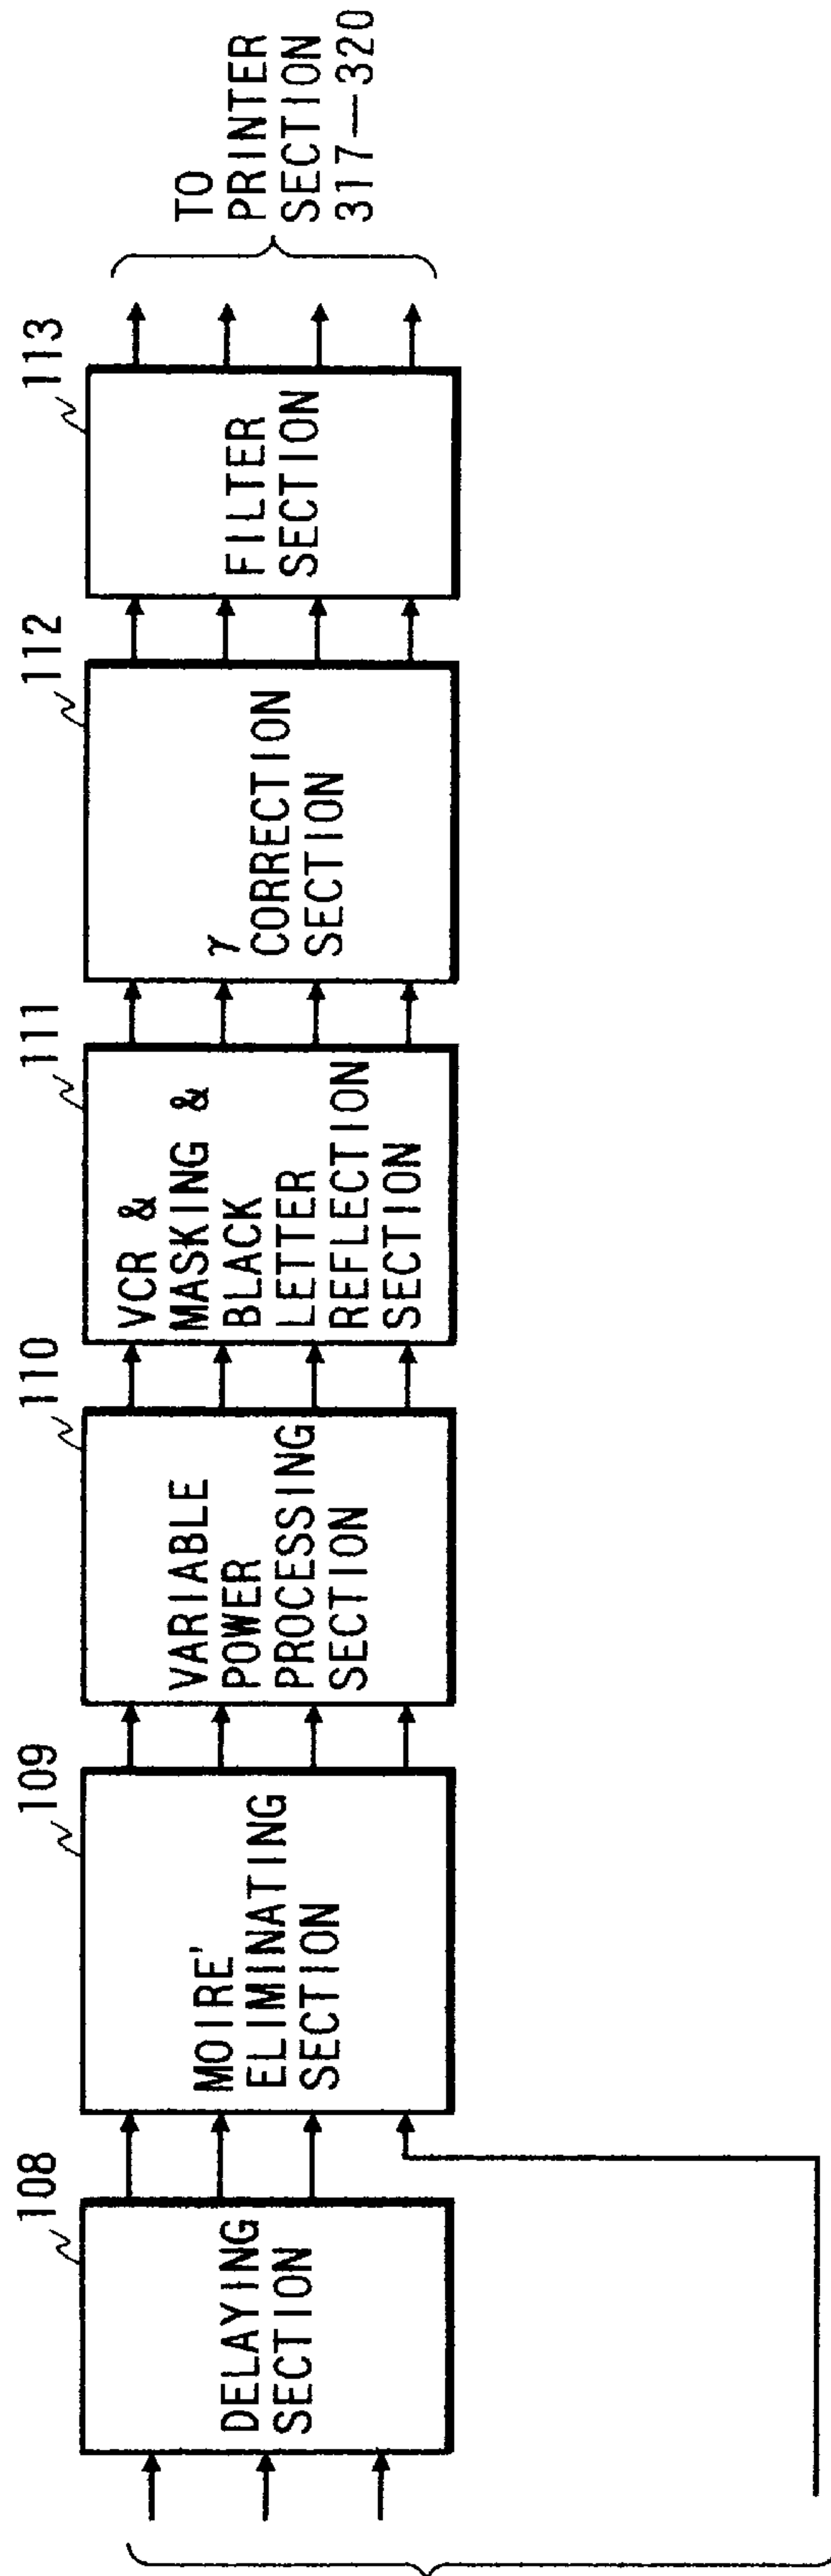 108
DELAYING
SECTION
109
MOIRE'
ELIMINATING
SECTION
110
VARIABLE
POWER
PROCESSING
SECTION
111
VCR &
MASKING &
BLACK
LETTER
REFLECTION
SECTION
112
γ
CORRECTION
SECTION
113
FILTER
SECTION
TO
PRINTER
SECTION
317—320